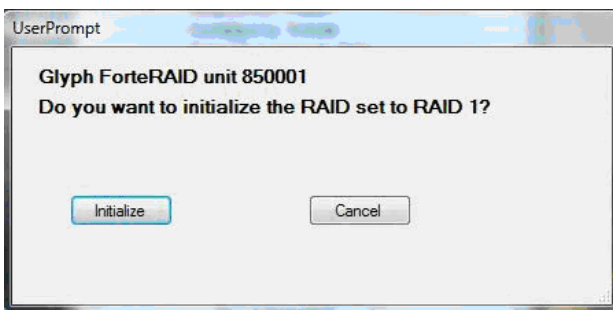 UserPrompt
Glyph ForteRAID unit 850001
Do you want to initialize the RAID set to RAID 1?
Initialize Cancel